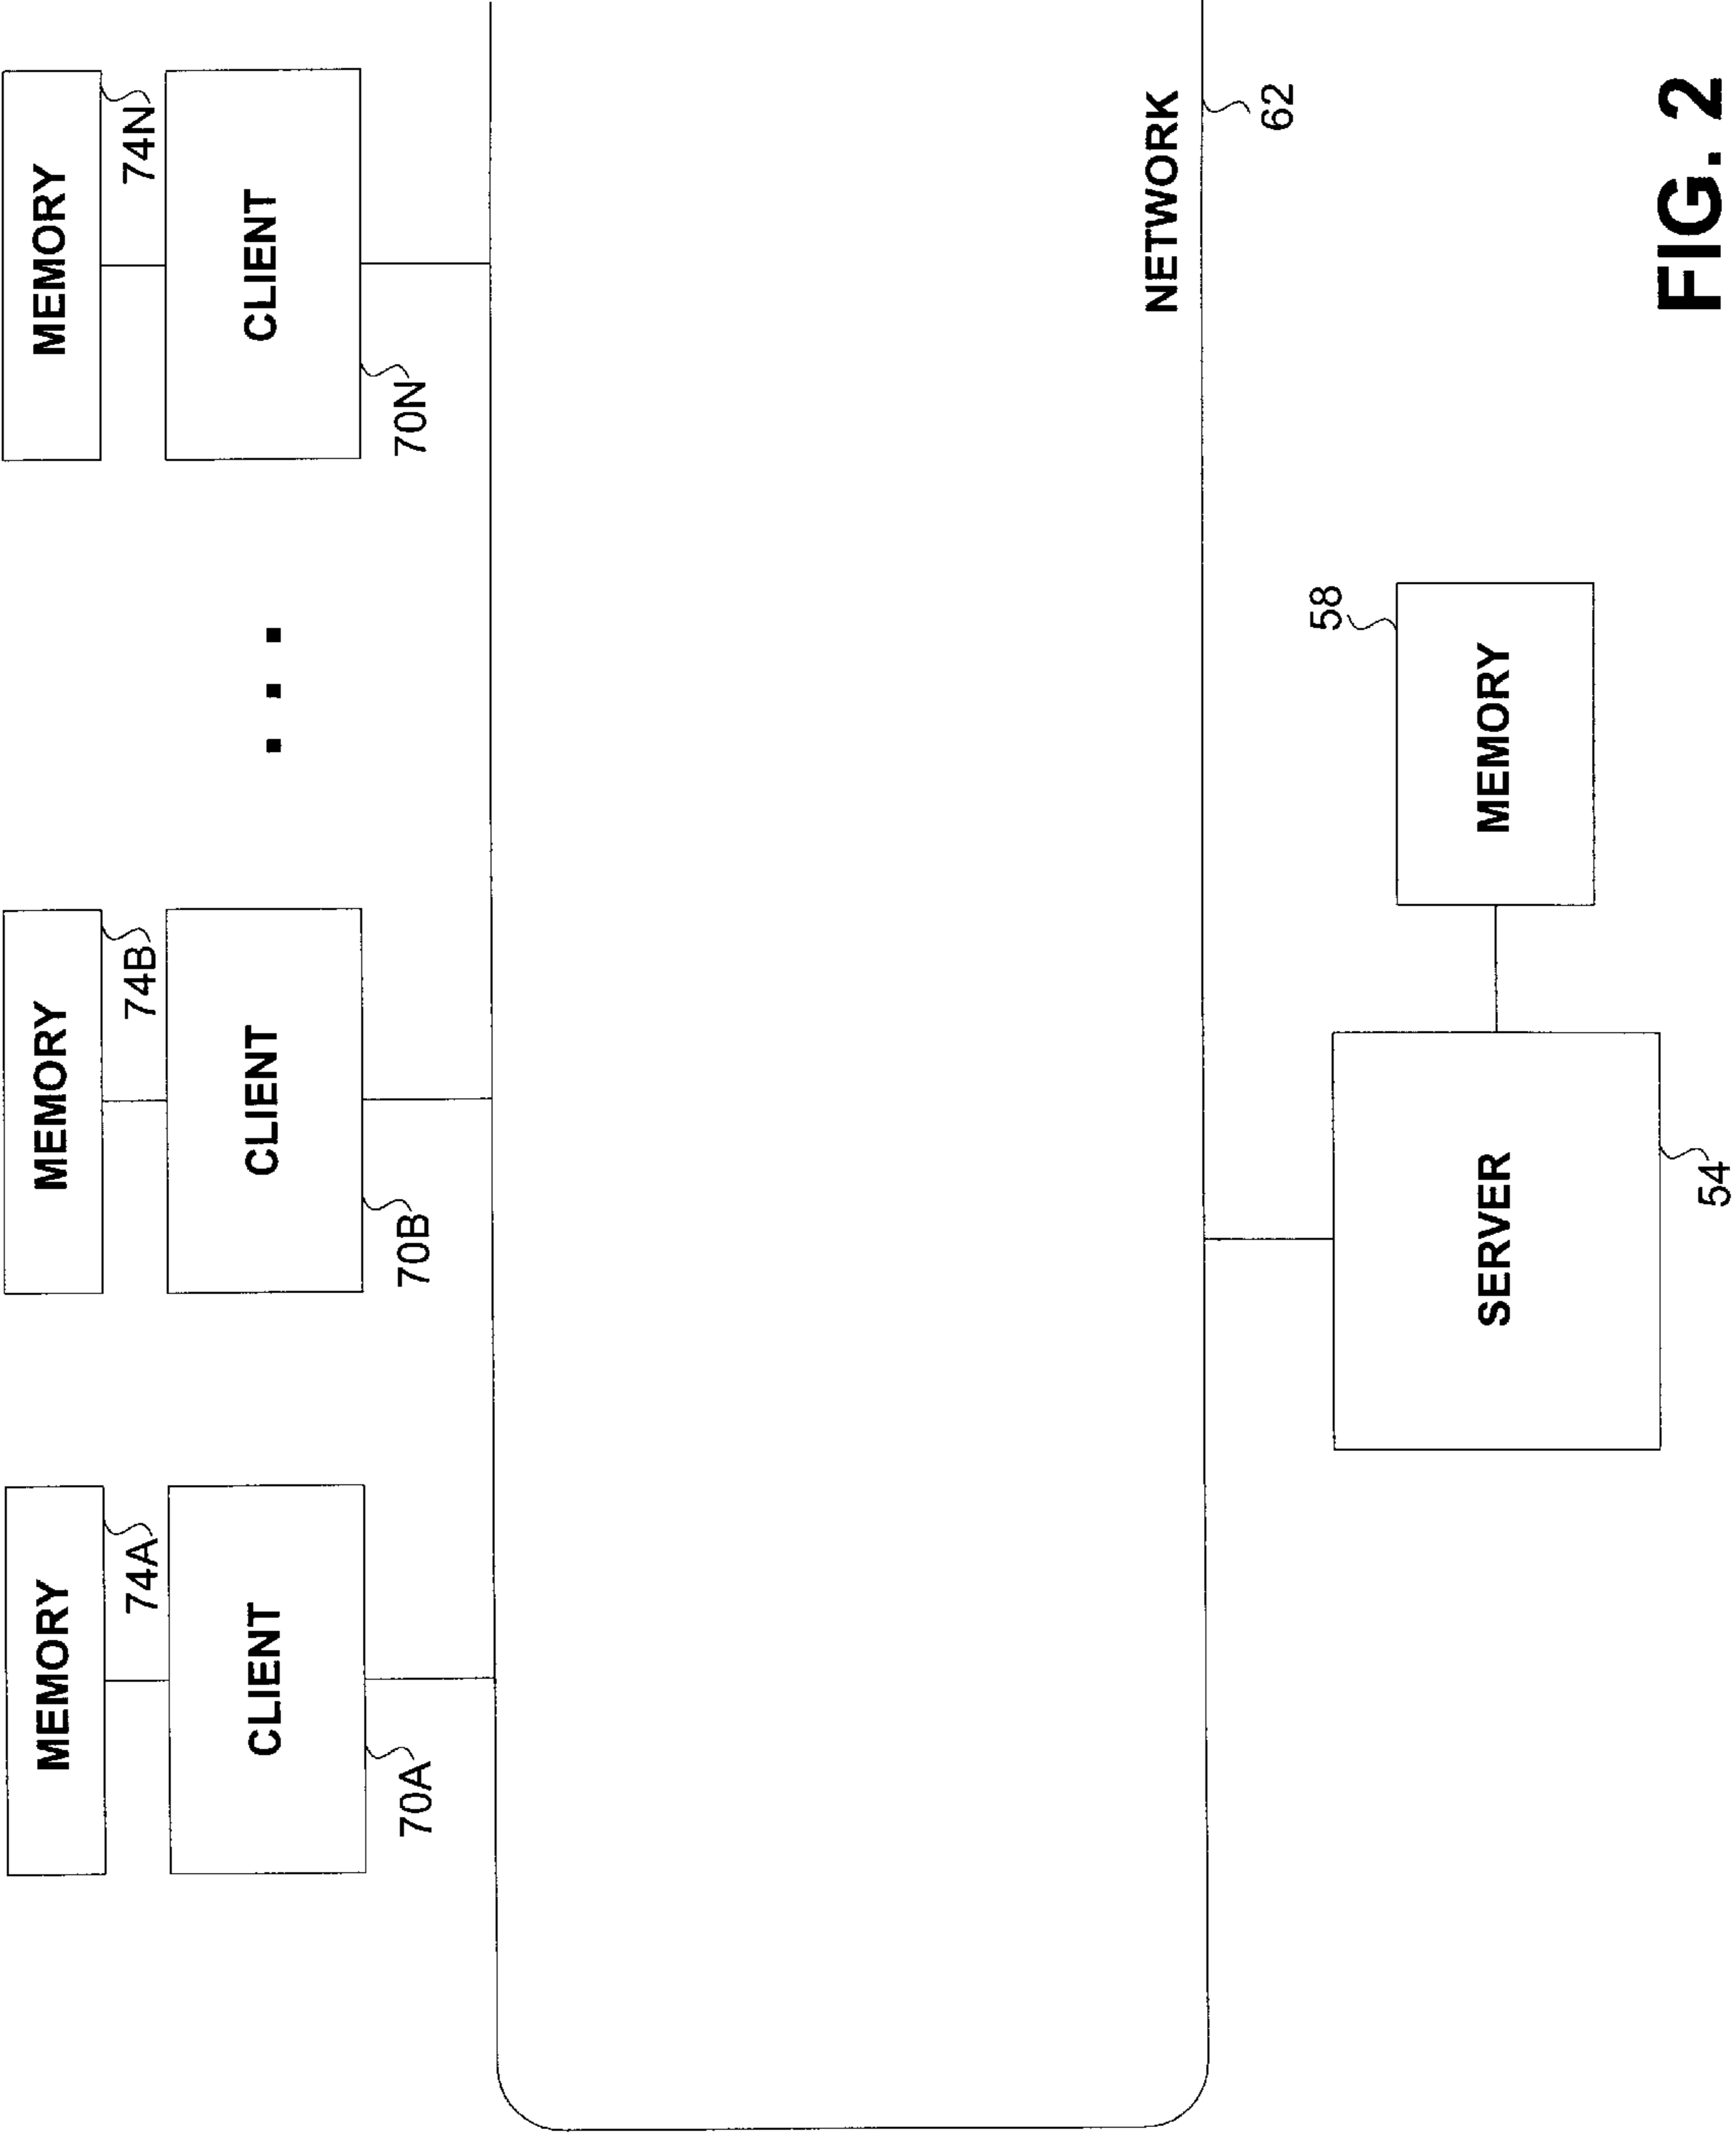 MEMORY
MEMORY
MEMORY
74A
74B
74N
CLIENT
CLIENT
. . .
CLIENT
70A
70B
70N
NETWORK
62
58
SERVER
MEMORY
54
FIG. 2